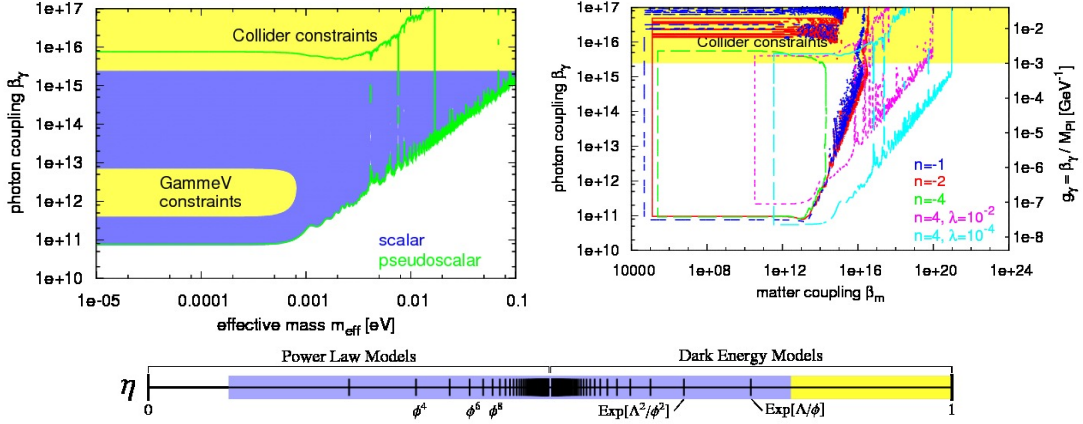 1e+17
1e+16
1e+15
1e+14
1e+13
1e+12
1e+11
1e+10
photon coupling βγ
Collider constraints
GammeV
constraints
scalar
pseudoscalar
1e-05
0.0001
0.001
0.01
0.1
effective mass m_eff [eV]
1e+17
1e+16
1e+15
1e+14
1e+13
1e+12
1e+11
1e+10
photon coupling βγ
Collider constraints
n=-1
n=-2
n=-4
n=4, λ=10⁻²
n=4, λ=10⁻⁴
1e-2
1e-3
1e-4
1e-5
1e-6
1e-7
1e-8
gγ = βγ / M_Pl [GeV⁻¹]
10000
1e+08
1e+12
1e+16
1e+20
1e+24
matter coupling βm
Power Law Models
Dark Energy Models
η
0
1
ϕ⁴
ϕ⁶
ϕ⁸
Exp[Λ²/ϕ²]
Exp[Λ/ϕ]